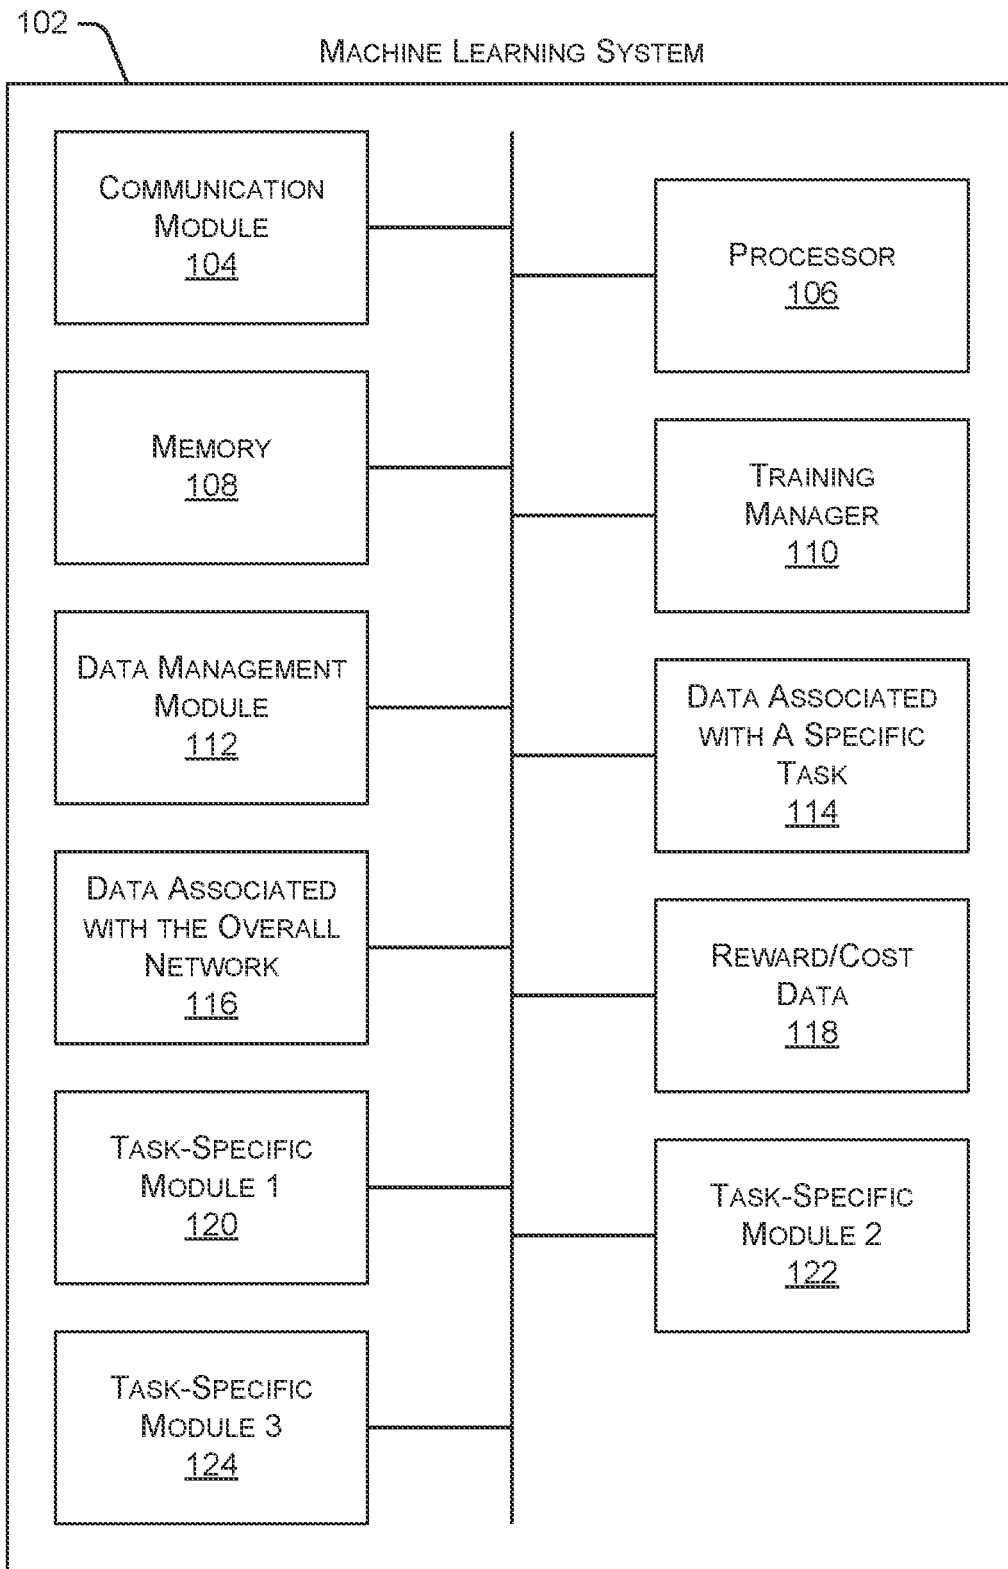 102
MACHINE LEARNING SYSTEM
COMMUNICATION
MODULE
104
PROCESSOR
106
MEMORY
108
TRAINING
MANAGER
110
DATA MANAGEMENT
MODULE
112
DATA ASSOCIATED
WITH A SPECIFIC
TASK
114
DATA ASSOCIATED
WITH THE OVERALL
NETWORK
116
REWARD/COST
DATA
118
TASK-SPECIFIC
MODULE 1
120
TASK-SPECIFIC
MODULE 2
122
TASK-SPECIFIC
MODULE 3
124